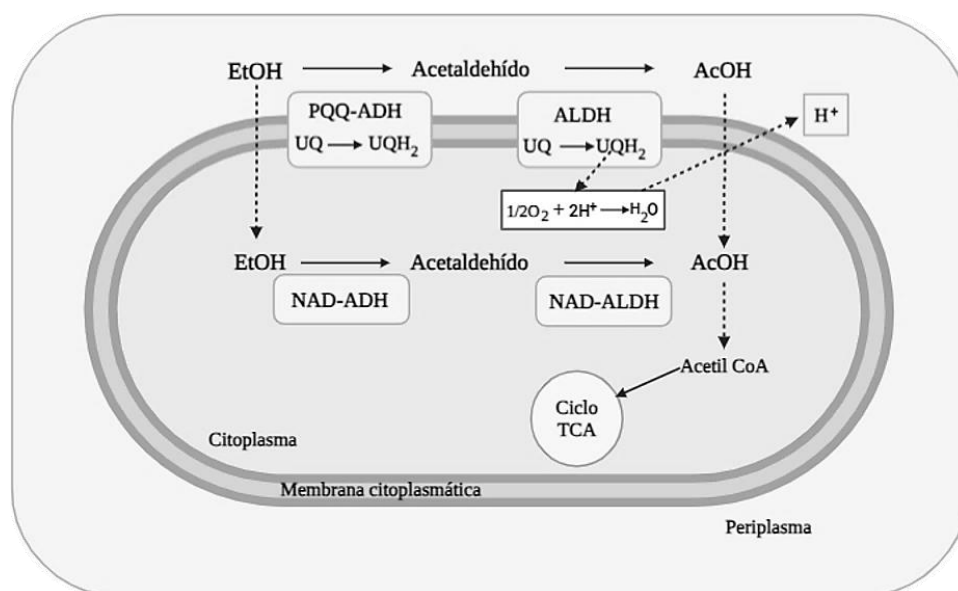 EtOH → Acetaldehído → AcOH
PQQ-ADH
UQ → UQH₂
ALDH
UQ → UQH₂
H⁺
1/2O₂ + 2H⁺ → H₂O
EtOH → Acetaldehído → AcOH
NAD-ADH
NAD-ALDH
Acetil CoA
Ciclo
TCA
Citoplasma
Membrana citoplasmática
Periplasma